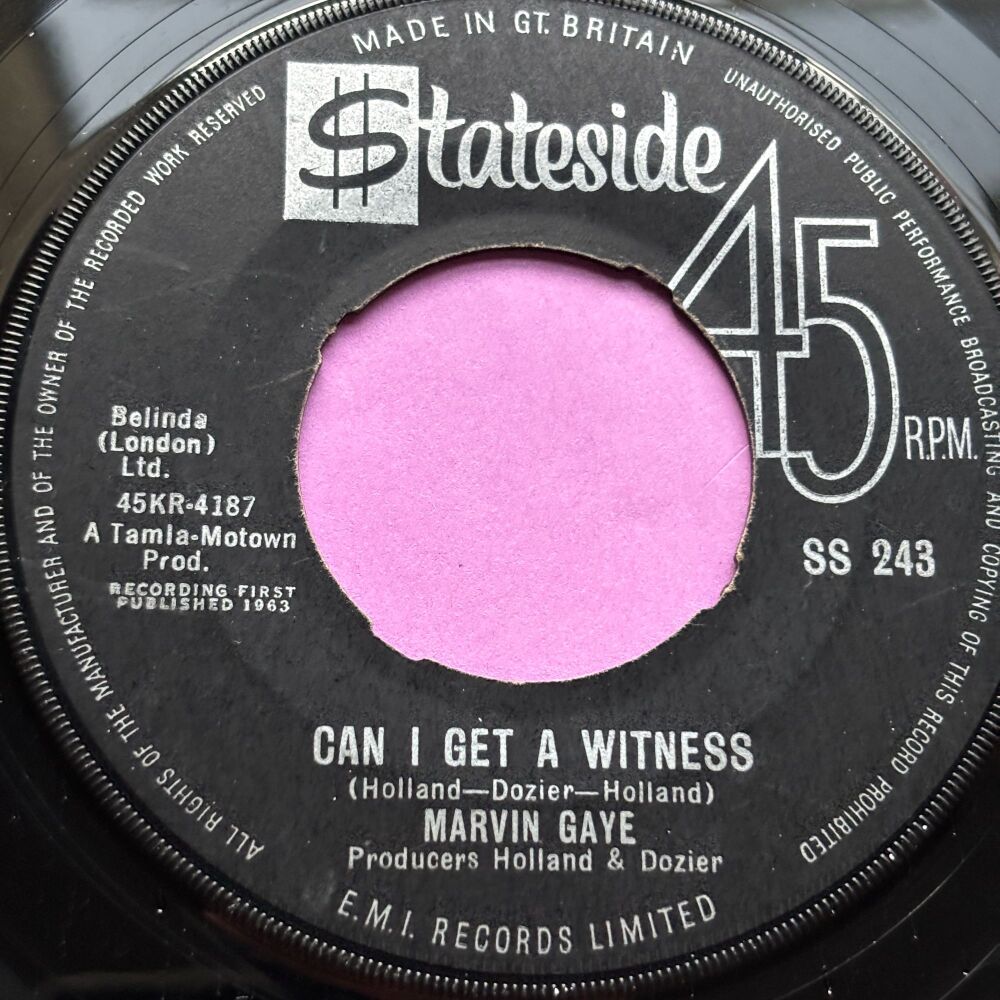 MADE IN GT. BRITAIN
$tateside
45
R.P.M.
UNAUTHORISED PUBLIC PERFORMANCE BROADCASTING AND COPYING OF THIS RECORD PROHIBITED
ALL RIGHTS OF THE MANUFACTURER AND OF THE OWNER OF THE RECORDED WORK RESERVED
Belinda
(London)
Ltd.
45KR-4187
A Tamla-Motown
Prod.
RECORDING FIRST
PUBLISHED 1963
SS 243
CAN I GET A WITNESS
(Holland—Dozier—Holland)
MARVIN GAYE
Producers Holland & Dozier
E.M.I. RECORDS LIMITED